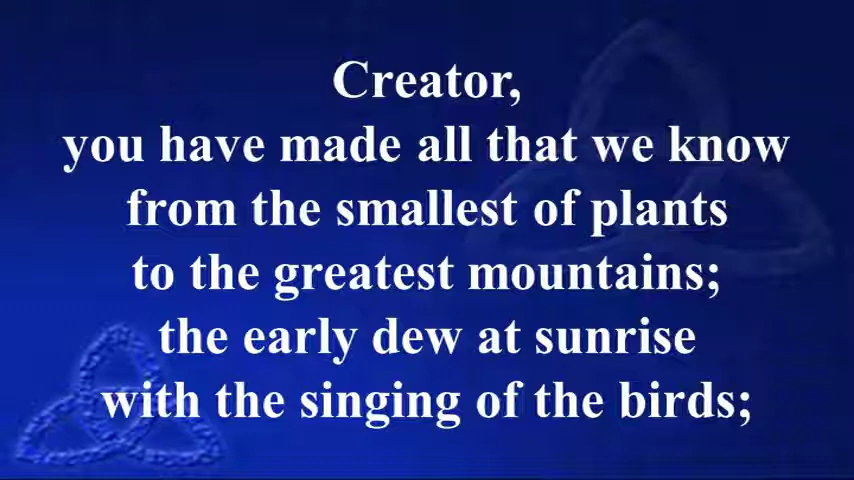 Creator,
you have made all that we know
from the smallest of plants
to the greatest mountains;
the early dew at sunrise
with the singing of the birds;